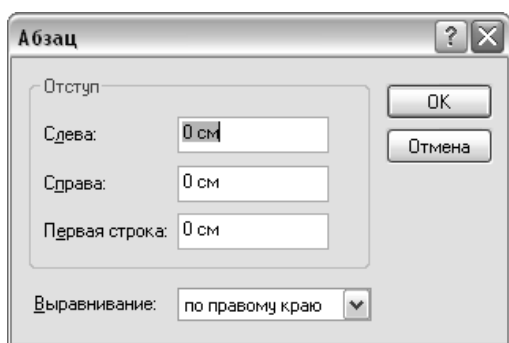 Абзац
Отступ
Слева: 0 см
Справа: 0 см
Первая строка: 0 см
Выравнивание: по правому краю
OK
Отмена